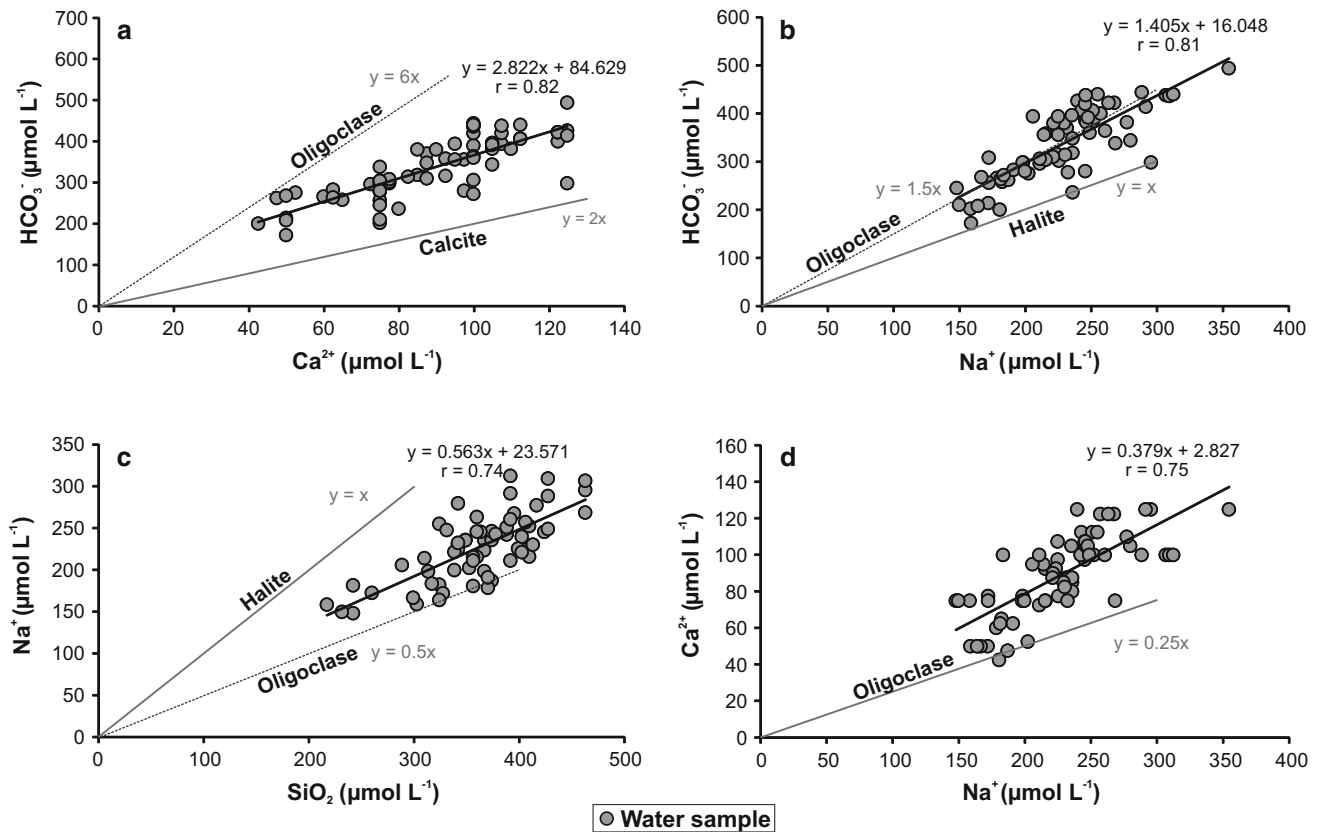 a
y = 2.822x + 84.629
r = 0.82
y = 6x
Oligoclase
Calcite
y = 2x
HCO₃⁻ (µmol L⁻¹)
700
600
500
400
300
200
100
0
0 20 40 60 80 100 120 140
Ca²⁺ (µmol L⁻¹)
b
y = 1.405x + 16.048
r = 0.81
y = 1.5x
Oligoclase
y = x
Halite
HCO₃⁻ (µmol L⁻¹)
600
500
400
300
200
100
0
0 50 100 150 200 250 300 350 400
Na⁺ (µmol L⁻¹)
c
y = 0.563x + 23.571
r = 0.74
y = x
Halite
Oligoclase
y = 0.5x
Na⁺ (µmol L⁻¹)
350
300
250
200
150
100
50
0
0 100 200 300 400 500
SiO₂ (µmol L⁻¹)
d
y = 0.379x + 2.827
r = 0.75
Oligoclase
y = 0.25x
Ca²⁺ (µmol L⁻¹)
160
140
120
100
80
60
40
20
0
0 50 100 150 200 250 300 350 400
Na⁺ (µmol L⁻¹)
Water sample